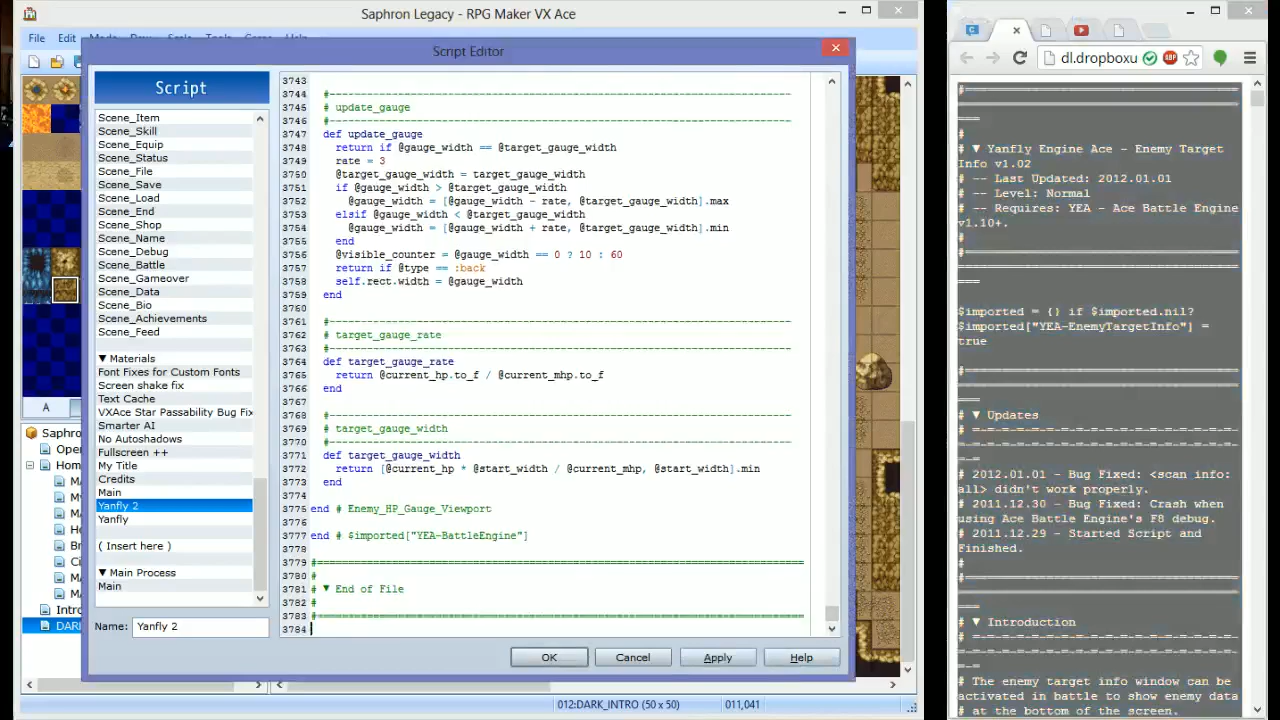 Saphron Legacy - RPG Maker VX Ace
File Edit Mode Draw Scale Tools Game Help
Script Editor
Script
Scene_Item
Scene_Skill
Scene_Equip
Scene_Status
Scene_File
Scene_Save
Scene_Load
Scene_End
Scene_Shop
Scene_Name
Scene_Debug
Scene_Battle
Scene_Gameover
Scene_Data
Scene_Bio
Scene_Achievements
Scene_Feed
▼ Materials
Font Fixes for Custom Fonts
Screen shake fix
Text Cache
VXAce Star Passability Bug Fix
Smarter AI
No Autoshadows
Fullscreen ++
My Title
Credits
Main
Yanfly 2
Yanfly
( Insert here )
▼ Main Process
Main
Name: Yanfly 2
3743
3744 #--------------------------------------------------------------------------
3745 # update_gauge
3746 #--------------------------------------------------------------------------
3747 def update_gauge
3748 return if @gauge_width == @target_gauge_width
3749 rate = 3
3750 @target_gauge_width = target_gauge_width
3751 if @gauge_width > @target_gauge_width
3752 @gauge_width = [@gauge_width - rate, @target_gauge_width].max
3753 elsif @gauge_width < @target_gauge_width
3754 @gauge_width = [@gauge_width + rate, @target_gauge_width].min
3755 end
3756 @visible_counter = @gauge_width == 0 ? 10 : 60
3757 return if @type == :back
3758 self.rect.width = @gauge_width
3759 end
3760
3761 #--------------------------------------------------------------------------
3762 # target_gauge_rate
3763 #--------------------------------------------------------------------------
3764 def target_gauge_rate
3765 return @current_hp.to_f / @current_mhp.to_f
3766 end
3767
3768 #--------------------------------------------------------------------------
3769 # target_gauge_width
3770 #--------------------------------------------------------------------------
3771 def target_gauge_width
3772 return [@current_hp * @start_width / @current_mhp, @start_width].min
3773 end
3774
3775 end # Enemy_HP_Gauge_Viewport
3776
3777 end # $imported["YEA-BattleEngine"]
3778
3779 #==============================================================================
3780 #
3781 # ▼ End of File
3782 #
3783 #==============================================================================
3784
OK Cancel Apply Help
A
Saphro
Oper
Hom
Intro
DARK
012:DARK_INTRO (50 x 50) 011,041
dl.dropboxu
ABP
#==============================
===
#
# ▼ Yanfly Engine Ace - Enemy Target
Info v1.02
# -- Last Updated: 2012.01.01
# -- Level: Normal
# -- Requires: YEA - Ace Battle Engine
v1.10+.
#
#==============================
===
$imported = {} if $imported.nil?
$imported["YEA-EnemyTargetInfo"] =
true
#==============================
===
# ▼ Updates
# =-=-=-=-=-=-=-=-=-=-=-=-=-=-=-=-=-=-
=-=-=-=-=-=-=-=-=-=-=-=-=-=-=-=-=-=-=-
=-=
# 2012.01.01 - Bug Fixed: <scan info:
all> didn't work properly.
# 2011.12.30 - Bug Fixed: Crash when
using Ace Battle Engine's F8 debug.
# 2011.12.29 - Started Script and
Finished.
#
#==============================
===
# ▼ Introduction
# =-=-=-=-=-=-=-=-=-=-=-=-=-=-=-=-=-=-
=-=-=-=-=-=-=-=-=-=-=-=-=-=-=-=-=-=-=-
=-=
# The enemy target info window can be
activated in battle to show enemy data
# at the bottom of the screen.